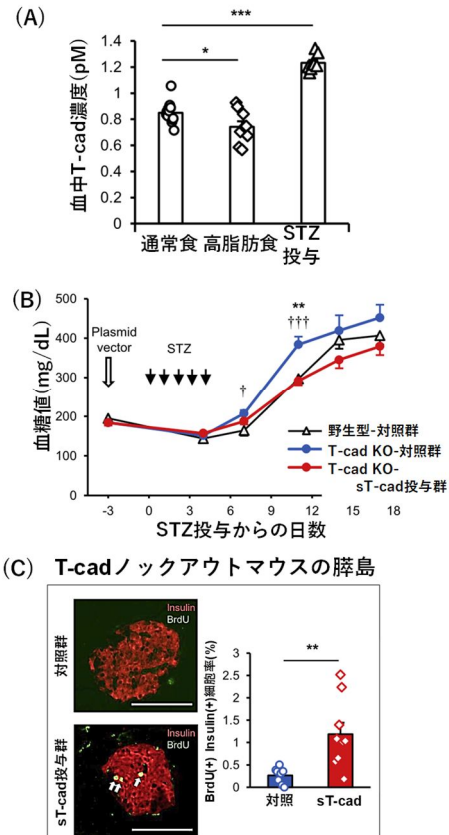 (A)
***
*
血中T-cad濃度(pM)
1.4
1.2
1
0.8
0.6
0.4
0.2
0
通常食
高脂肪食
STZ
投与
(B)
血糖値(mg/dL)
500
400
300
200
100
0
Plasmid
vector
STZ
†
**
†††
野生型-対照群
T-cad KO-対照群
T-cad KO-
sT-cad投与群
-3
0
3
6
9
12
15
18
STZ投与からの日数
(C) T-cadノックアウトマウスの膵島
対照群
Insulin
BrdU
sT-cad投与群
Insulin
BrdU
BrdU(+) Insulin(+)細胞率(%)
3
2.5
2
1.5
1
0.5
0
**
対照
sT-cad